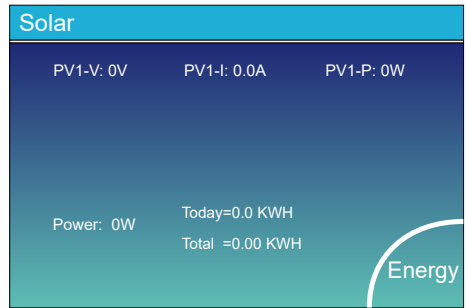 Solar
PV1-V: 0V PV1-I: 0.0A PV1-P: 0W
Today=0.0 KWH
Power: 0W
Total =0.00 KWH
Energy